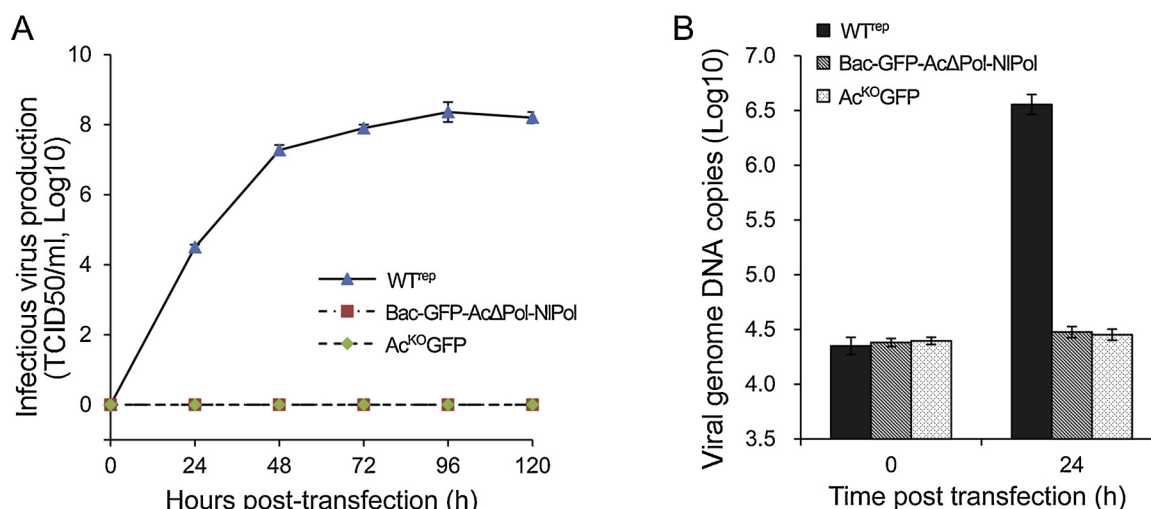 A
Infectious virus production
(TCID50/ml, Log10)
10
8
6
4
2
0
WTrep
Bac-GFP-AcΔPol-NlPol
AcKOGFP
0 24 48 72 96 120
Hours post-transfection (h)
B
WTrep
Bac-GFP-AcΔPol-NlPol
AcKOGFP
Viral genome DNA copies (Log10)
7.0
6.5
6.0
5.5
5.0
4.5
4.0
3.5
0 24
Time post transfection (h)